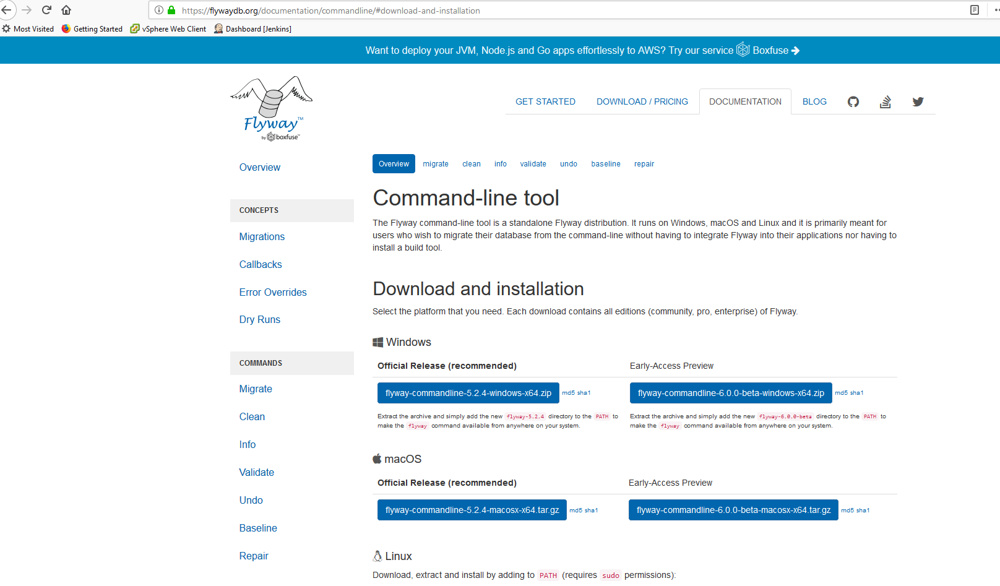 https://flywaydb.org/documentation/commandline/#download-and-installation
Most Visited Getting Started vSphere Web Client Dashboard [Jenkins]
Want to deploy your JVM, Node.js and Go apps effortlessly to AWS? Try our service Boxfuse
Flyway™
by boxfuse™
GET STARTED DOWNLOAD / PRICING DOCUMENTATION BLOG
Overview
CONCEPTS
Migrations
Callbacks
Error Overrides
Dry Runs
COMMANDS
Migrate
Clean
Info
Validate
Undo
Baseline
Repair
Overview migrate clean info validate undo baseline repair
Command-line tool
The Flyway command-line tool is a standalone Flyway distribution. It runs on Windows, macOS and Linux and it is primarily meant for
users who wish to migrate their database from the command-line without having to integrate Flyway into their applications nor having to
install a build tool.
Download and installation
Select the platform that you need. Each download contains all editions (community, pro, enterprise) of Flyway.
Windows
Official Release (recommended) Early-Access Preview
flyway-commandline-5.2.4-windows-x64.zip md5 sha1 flyway-commandline-6.0.0-beta-windows-x64.zip md5 sha1
Extract the archive and simply add the new flyway-5.2.4 directory to the PATH to
make the flyway command available from anywhere on your system.
Extract the archive and simply add the new flyway-6.0.0-beta directory to the PATH to
make the flyway command available from anywhere on your system.
macOS
Official Release (recommended) Early-Access Preview
flyway-commandline-5.2.4-macosx-x64.tar.gz md5 sha1 flyway-commandline-6.0.0-beta-macosx-x64.tar.gz md5 sha1
Linux
Download, extract and install by adding to PATH (requires sudo permissions):